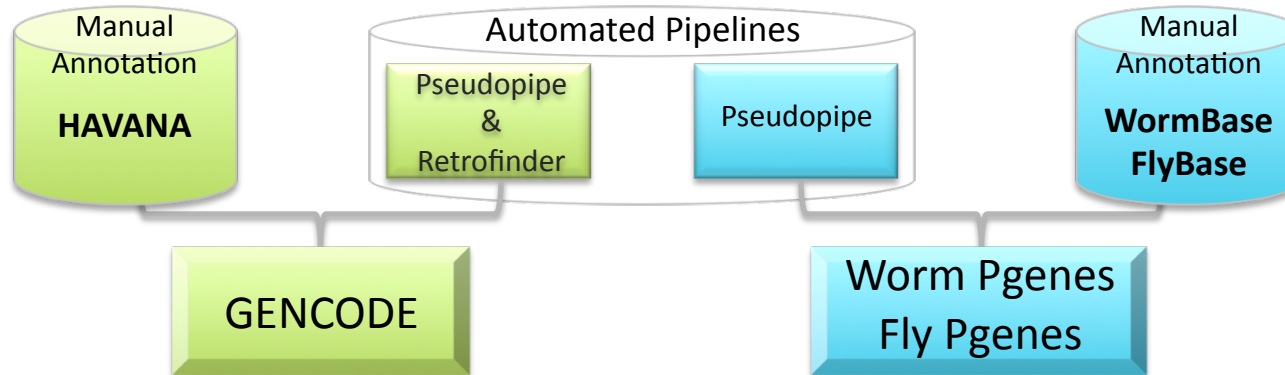 Manual
Annotation
HAVANA
Automated Pipelines
Pseudopipe
&
Retrofinder
Pseudopipe
Manual
Annotation
WormBase
FlyBase
GENCODE
Worm Pgenes
Fly Pgenes